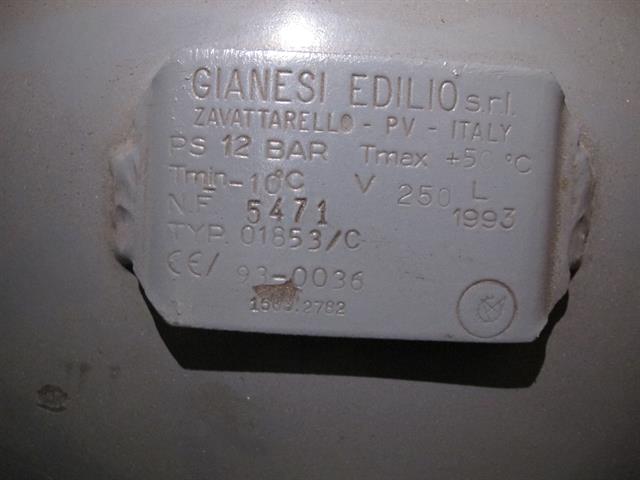 GIANESI EDILIO srl.
ZAVATTARELLO - PV - ITALY
PS 12 BAR Tmax +50 °C
Tmin -10 °C V 250 L
N.F. 5471 1993
TYP. 01853/C
CE/ 93-0036